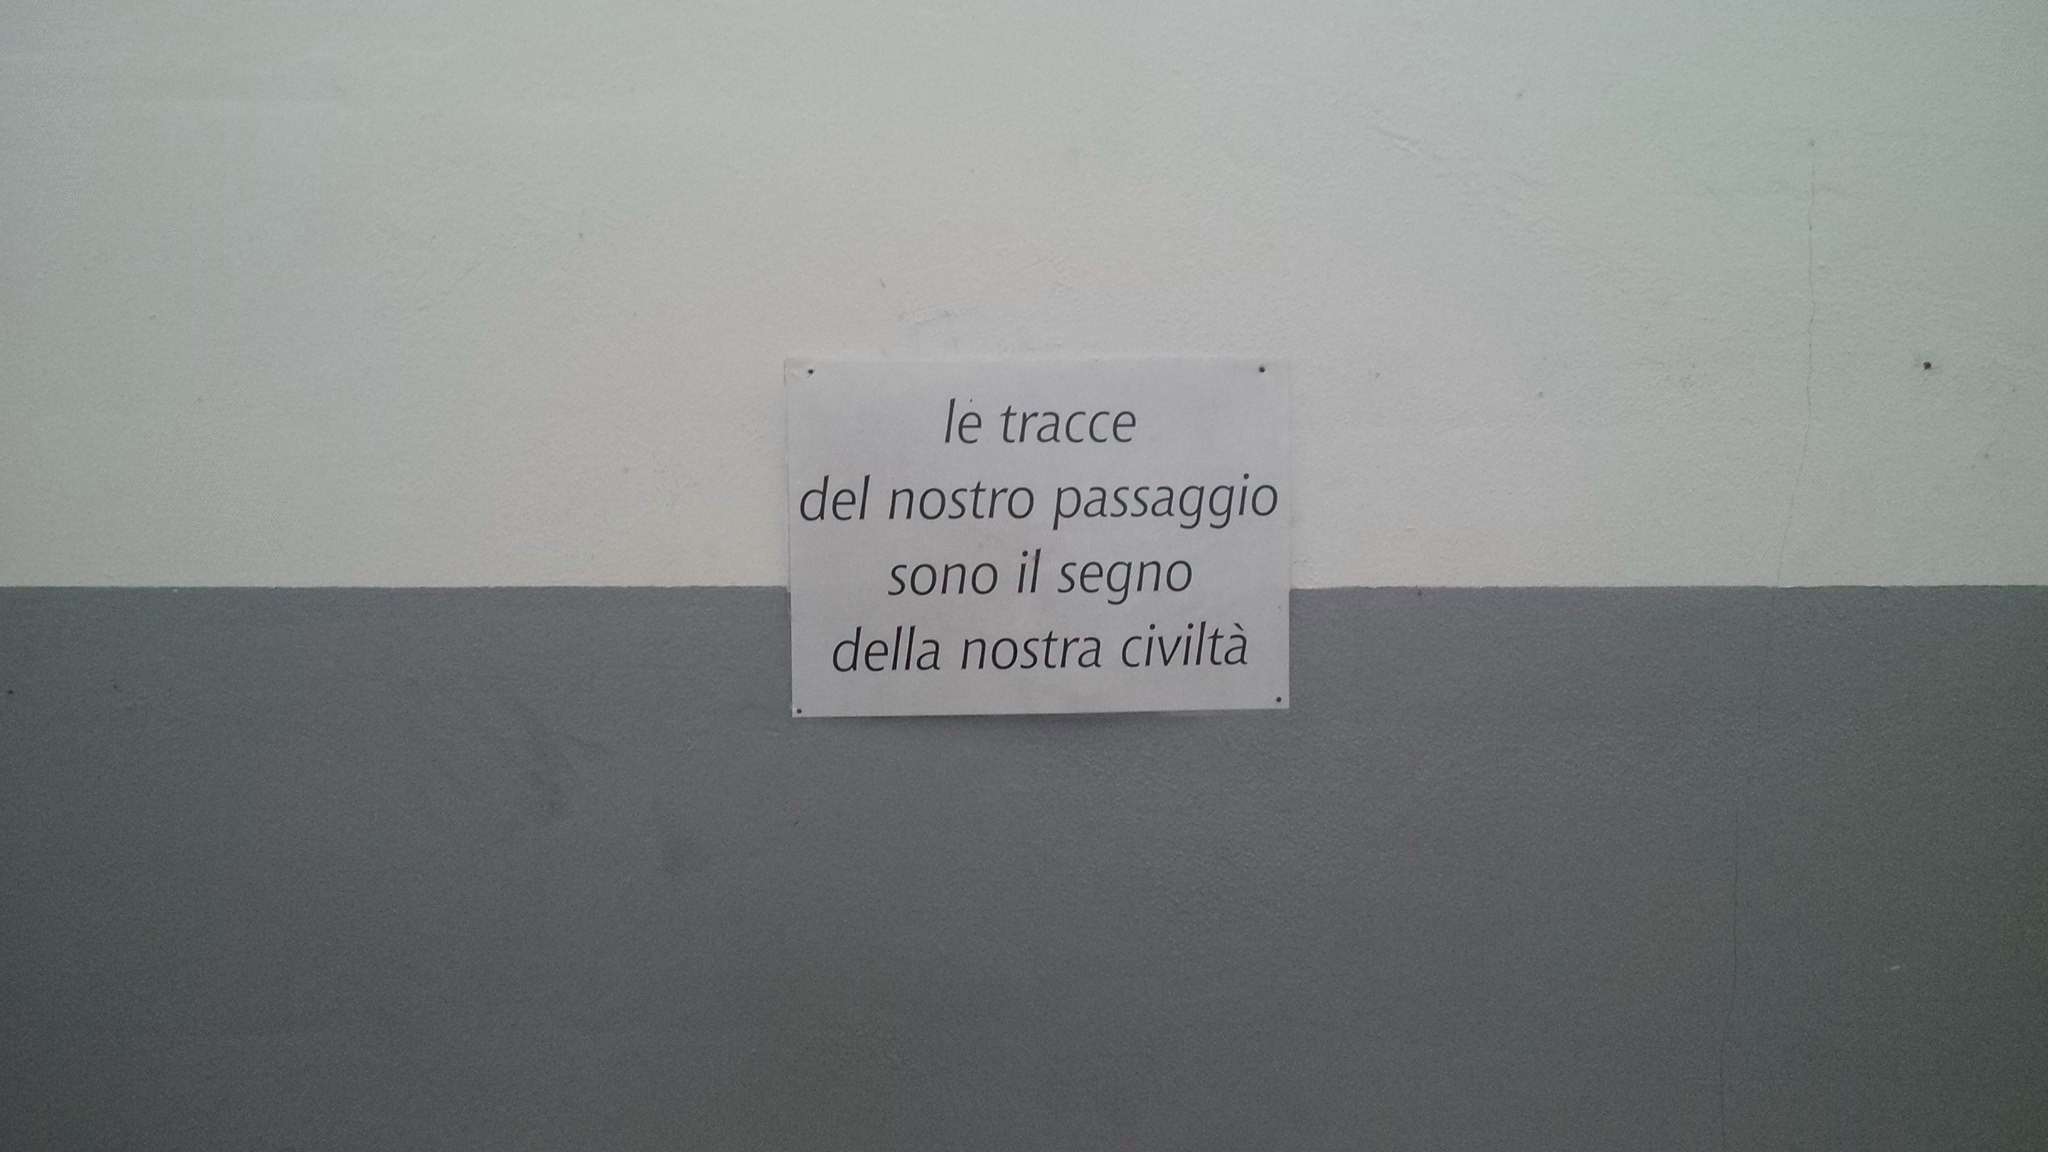 le tracce
del nostro passaggio
sono il segno
della nostra civiltà